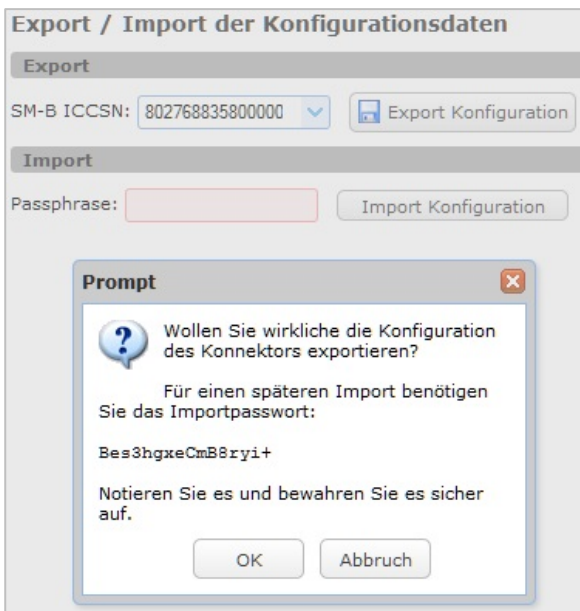 Export / Import der Konfigurationsdaten
Export
SM-B ICCSN: 802768835800000 Export Konfiguration
Import
Passphrase: Import Konfiguration
Prompt
Wollen Sie wirkliche die Konfiguration
des Konnektors exportieren?
Für einen späteren Import benötigen
Sie das Importpasswort:
Bes3hgxeCmB8ryi+
Notieren Sie es und bewahren Sie es sicher
auf.
OK Abbruch